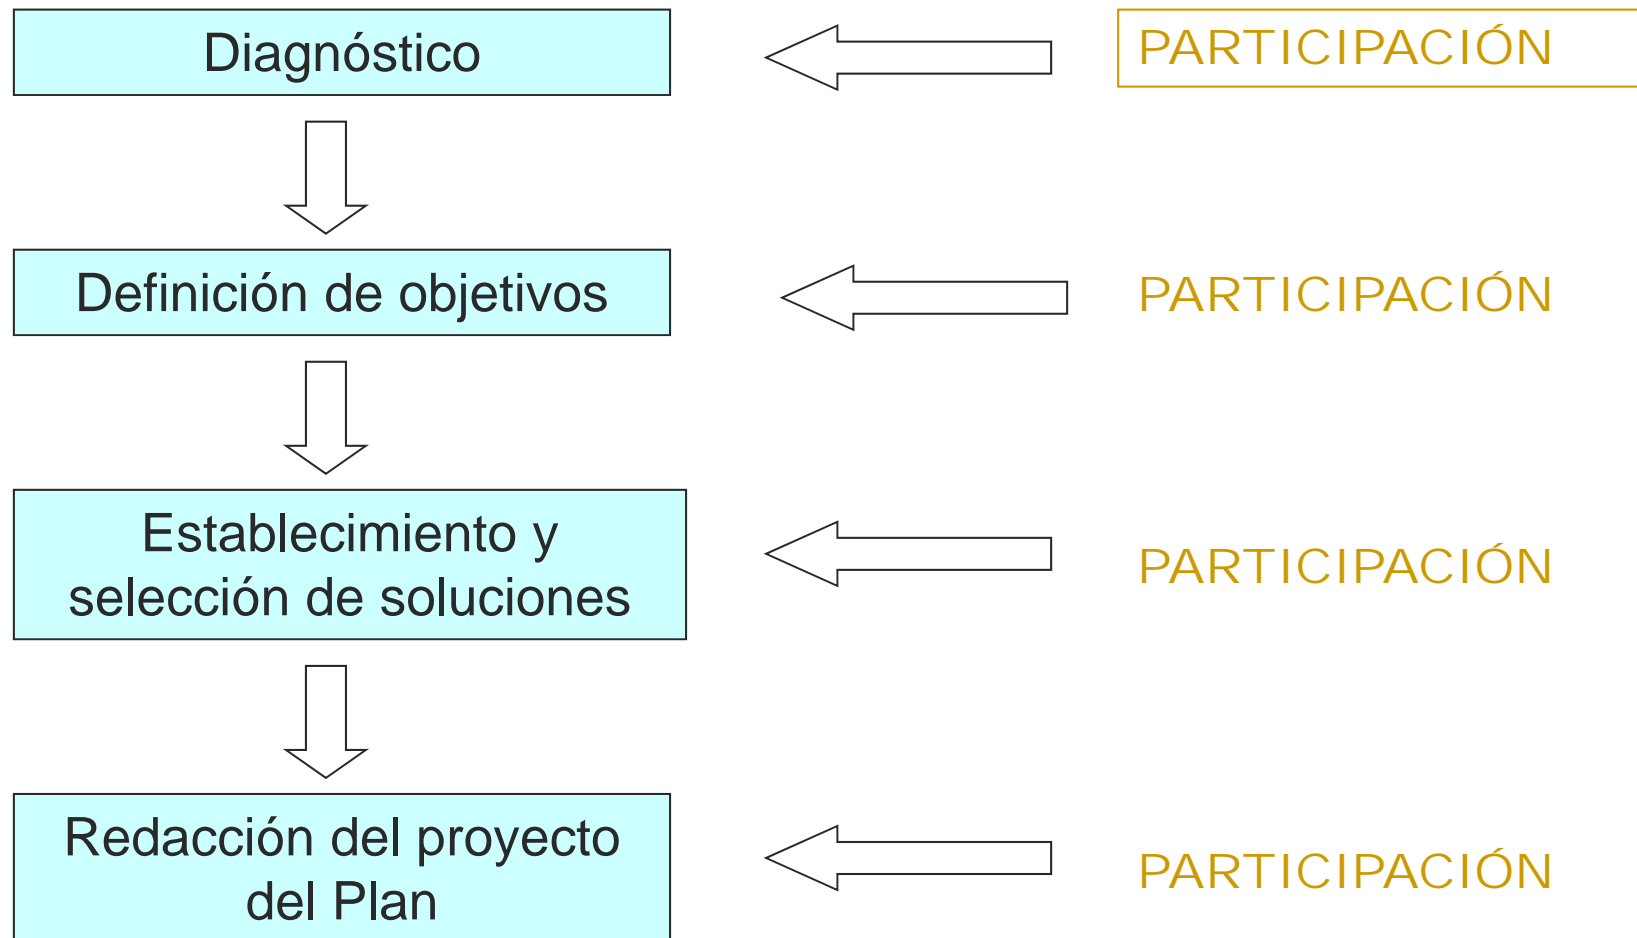 Diagnóstico
PARTICIPACIÓN
Definición de objetivos
PARTICIPACIÓN
Establecimiento y
selección de soluciones
PARTICIPACIÓN
Redacción del proyecto
del Plan
PARTICIPACIÓN